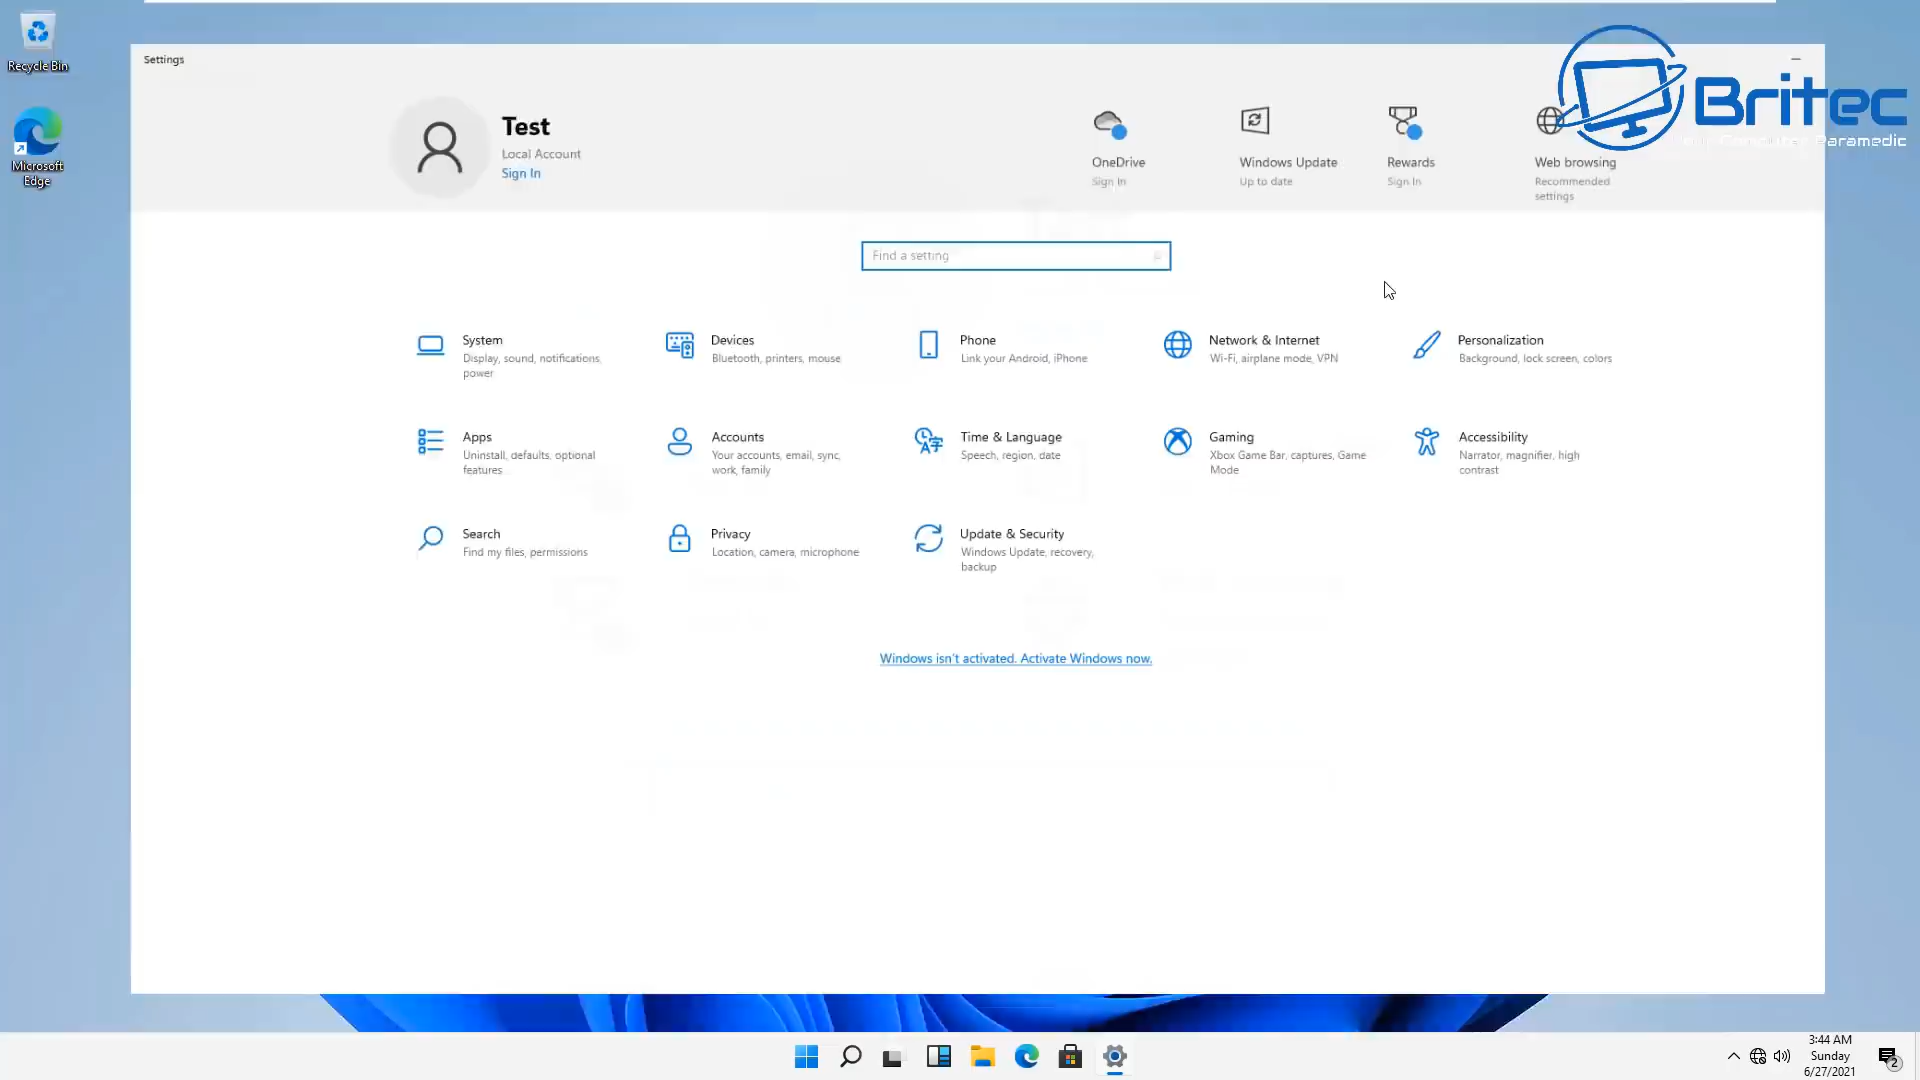 Recycle Bin
Microsoft
Edge
Settings
Test
Local Account
Sign In
OneDrive
Sign In
Windows Update
Up to date
Rewards
Sign In
Web browsing
Recommended
settings
Britec
Computer Paramedic
Find a setting
System
Display, sound, notifications,
power
Devices
Bluetooth, printers, mouse
Phone
Link your Android, iPhone
Network & Internet
Wi-Fi, airplane mode, VPN
Personalization
Background, lock screen, colors
Apps
Uninstall, defaults, optional
features
Accounts
Your accounts, email, sync,
work, family
Time & Language
Speech, region, date
Gaming
Xbox Game Bar, captures, Game
Mode
Accessibility
Narrator, magnifier, high
contrast
Search
Find my files, permissions
Privacy
Location, camera, microphone
Update & Security
Windows Update, recovery,
backup
Windows isn't activated. Activate Windows now.
3:44 AM
Sunday
6/27/2021
2